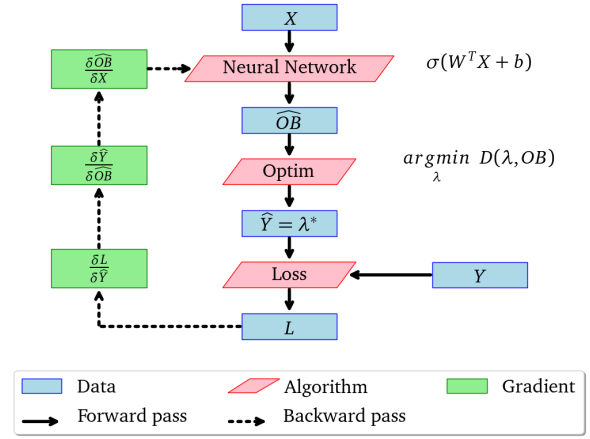 X
δOB̂
δX
Neural Network
σ(WᵀX + b)
OB̂
δŶ
δOB̂
Optim
argmin D(λ, OB)
λ
Ŷ = λ*
δL
δŶ
Loss
Y
L
Data
Algorithm
Gradient
Forward pass
Backward pass